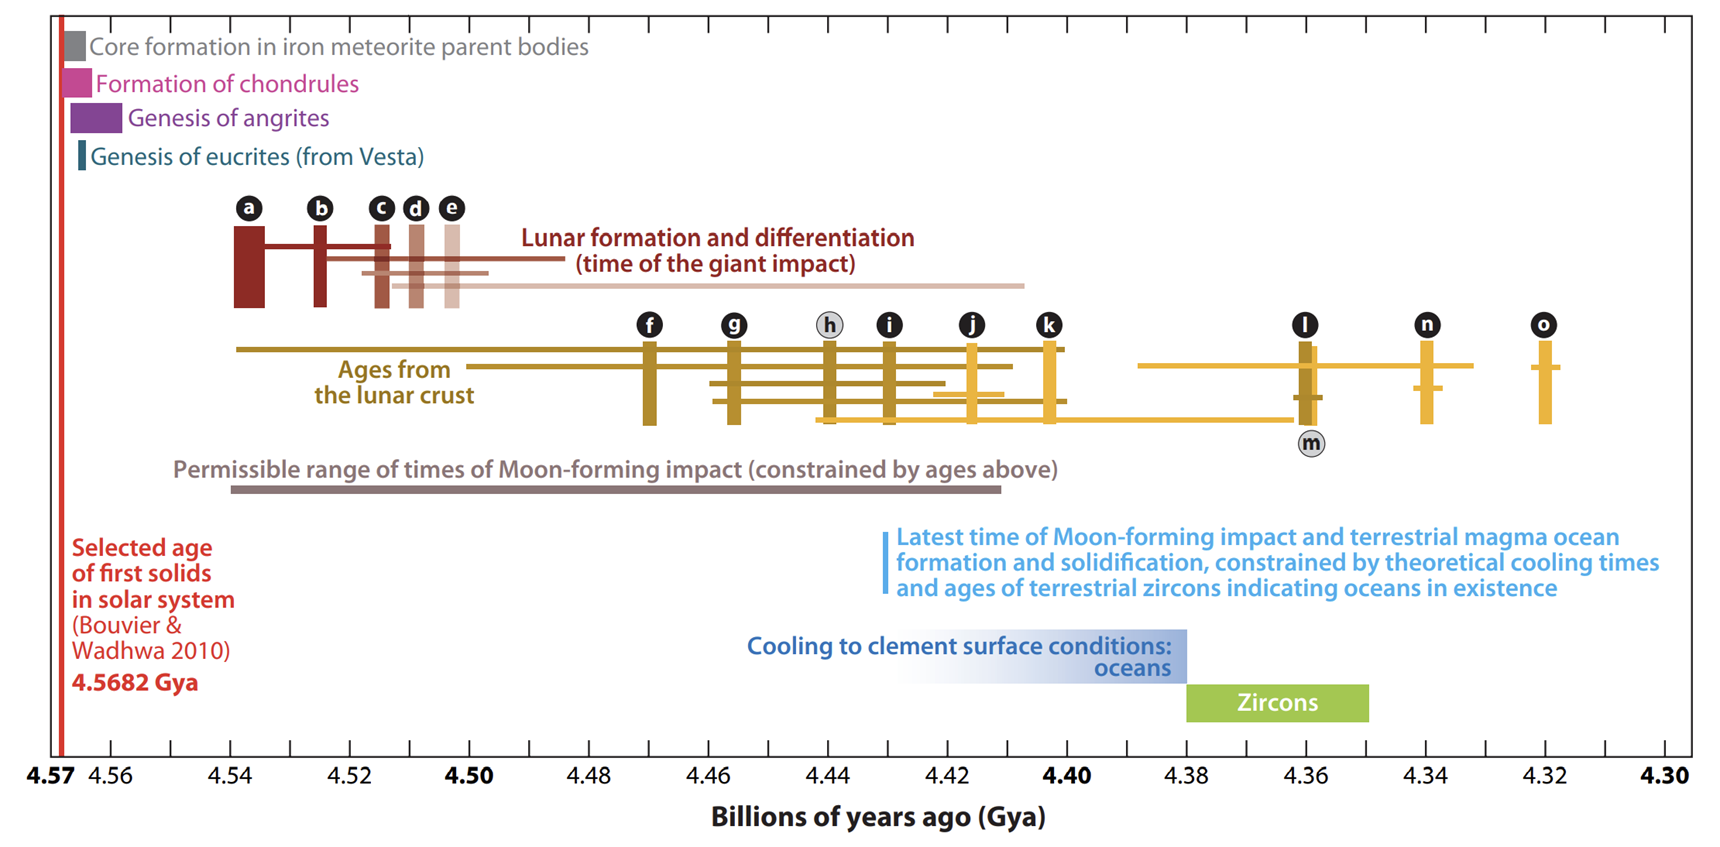 Core formation in iron meteorite parent bodies
Formation of chondrules
Genesis of angrites
Genesis of eucrites (from Vesta)
a b c d e
Lunar formation and differentiation
(time of the giant impact)
f g h i j k l n o
Ages from
the lunar crust
m
Permissible range of times of Moon-forming impact (constrained by ages above)
Selected age
of first solids
in solar system
(Bouvier &
Wadhwa 2010)
4.5682 Gya
Latest time of Moon-forming impact and terrestrial magma ocean
formation and solidification, constrained by theoretical cooling times
and ages of terrestrial zircons indicating oceans in existence
Cooling to clement surface conditions:
oceans
Zircons
4.57 4.56 4.54 4.52 4.50 4.48 4.46 4.44 4.42 4.40 4.38 4.36 4.34 4.32 4.30
Billions of years ago (Gya)